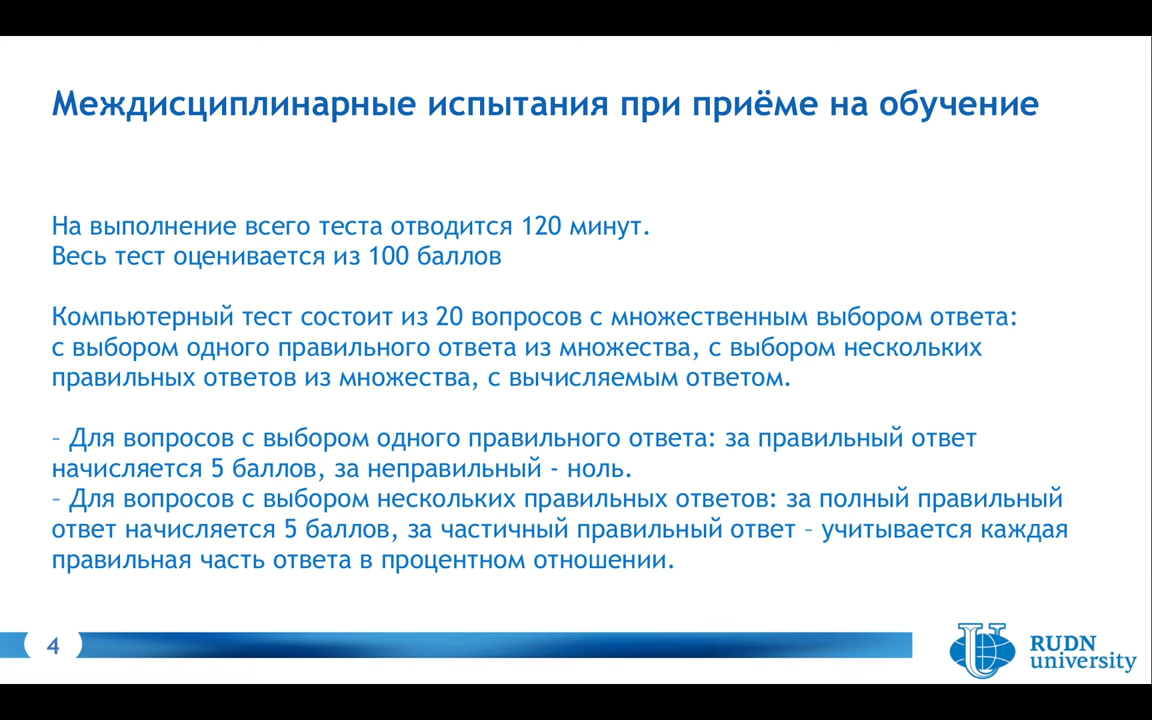 Междисциплинарные испытания при приёме на обучение
На выполнение всего теста отводится 120 минут.
Весь тест оценивается из 100 баллов
Компьютерный тест состоит из 20 вопросов с множественным выбором ответа:
с выбором одного правильного ответа из множества, с выбором нескольких
правильных ответов из множества, с вычисляемым ответом.
– Для вопросов с выбором одного правильного ответа: за правильный ответ
начисляется 5 баллов, за неправильный - ноль.
– Для вопросов с выбором нескольких правильных ответов: за полный правильный
ответ начисляется 5 баллов, за частичный правильный ответ – учитывается каждая
правильная часть ответа в процентном отношении.
4
RUDN
university